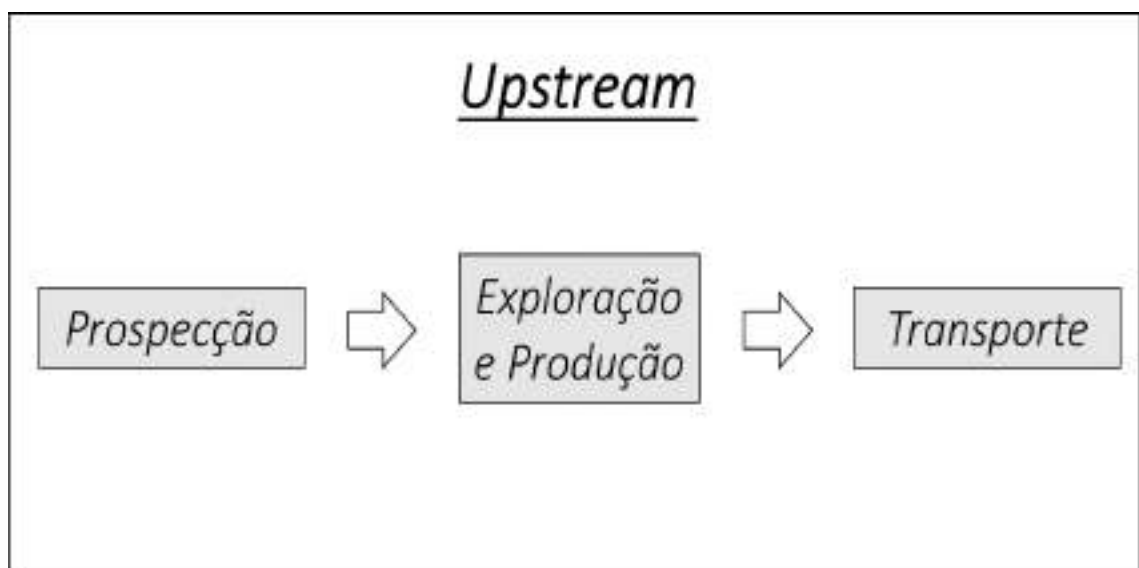 Upstream
Prospecção
Exploração
e Produção
Transporte